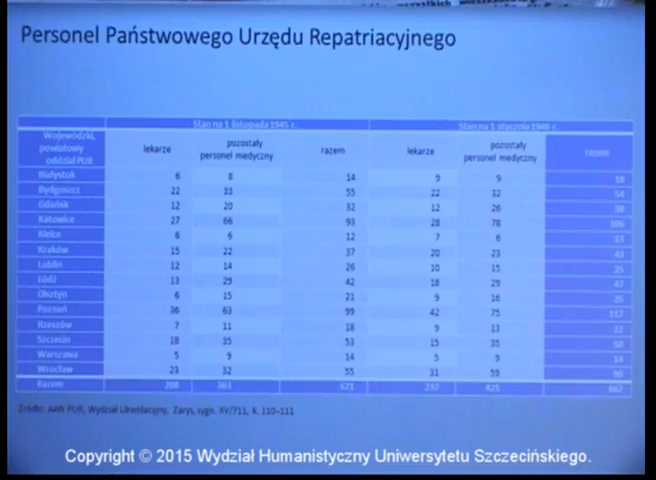 Personel Państwowego Urzędu Repatriacyjnego
Stan na 1 listopada 1945 r. Stan na 1 stycznia 1946 r.
Wojewódzki, powiatowy oddział PUR lekarze pozostały personel medyczny razem lekarze pozostały personel medyczny razem
Białystok 6 8 14 9 9 18
Bydgoszcz 22 33 55 22 32 54
Gdańsk 12 20 32 12 26 38
Katowice 27 66 93 28 78 106
Kielce 6 6 12 7 6 13
Kraków 15 22 37 20 23 43
Lublin 12 14 26 10 15 25
Łódź 13 29 42 18 29 47
Olsztyn 6 15 21 9 16 25
Poznań 36 63 99 42 75 117
Rzeszów 7 11 18 9 13 22
Szczecin 18 35 53 15 35 50
Warszawa 5 9 14 5 9 14
Wrocław 23 32 55 31 59 90
Razem 208 363 571 237 425 662
Źródło: AAN PUR, Wydział Likwidacyjny, Zarys, sygn. XV/711, k. 110–111
Copyright © 2015 Wydział Humanistyczny Uniwersytetu Szczecińskiego.